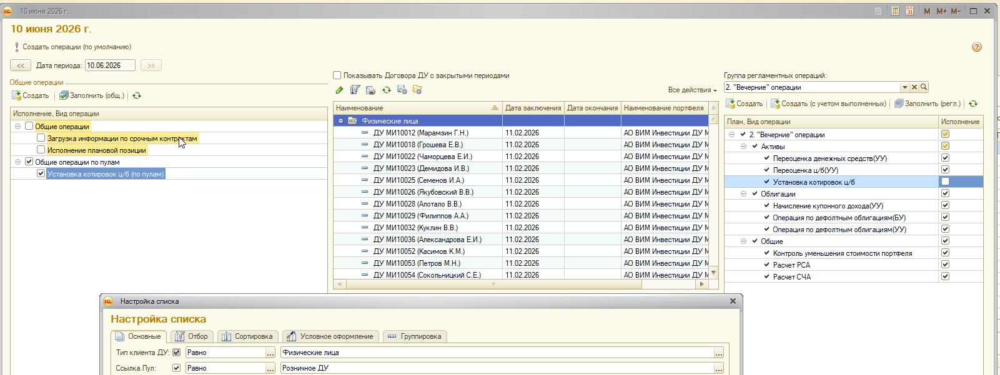 10 июня 2026 г.
M M+ M-
10 июня 2026 г.
Создать операции (по умолчанию)
<< Дата периода: 10.06.2026 >>
Общие операции
Создать Заполнить (общ.)
Исполнение, Вид операции
Общие операции
Загрузка информации по срочным контрактам
Исполнение плановой позиции
Общие операции по пулам
Установка котировок ц/б (по пулам)
Показывать Договора ДУ с закрытыми периодами
Все действия
Наименование Дата заключения Дата окончания Наименование портфеля
Физические лица
ДУ МИ10012 (Марамзин Г.Н.) 11.02.2026 АО ВИМ Инвестиции ДУ М
ДУ МИ10018 (Грошева Е.В.) 11.02.2026 АО ВИМ Инвестиции ДУ М
ДУ МИ10022 (Чаморцева Е.И.) 11.02.2026 АО ВИМ Инвестиции ДУ М
ДУ МИ10023 (Демидова И.В.) 11.02.2026 АО ВИМ Инвестиции ДУ М
ДУ МИ10025 (Семенов И.А.) 11.02.2026 АО ВИМ Инвестиции ДУ М
ДУ МИ10026 (Якубовский В.В.) 11.02.2026 АО ВИМ Инвестиции ДУ М
ДУ МИ10028 (Алотало В.В.) 11.02.2026 АО ВИМ Инвестиции ДУ М
ДУ МИ10029 (Филиппов А.А.) 11.02.2026 АО ВИМ Инвестиции ДУ М
ДУ МИ10032 (Куклин В.В.) 11.02.2026 АО ВИМ Инвестиции ДУ М
ДУ МИ10036 (Александрова Е.И.) 11.02.2026 АО ВИМ Инвестиции ДУ М
ДУ МИ10052 (Касимов К.М.) 11.02.2026 АО ВИМ Инвестиции ДУ М
ДУ МИ10053 (Петров М.Н.) 11.02.2026 АО ВИМ Инвестиции ДУ М
ДУ МИ10054 (Сокольницкий С.Е.) 11.02.2026 АО ВИМ Инвестиции ДУ М
Группа регламентных операций:
2. "Вечерние" операции
Создать Создать (с учетом выполненных) Заполнить (регл.)
План, Вид операции Исполнение
2. "Вечерние" операции
Активы
Переоценка денежных средств(УУ)
Переоценка ц/б(УУ)
Установка котировок ц/б
Облигации
Начисление купонного дохода(УУ)
Операция по дефолтным облигациям(БУ)
Операция по дефолтным облигациям(УУ)
Общие
Контроль уменьшения стоимости портфеля
Расчет РСА
Расчет СЧА
Настройка списка
Настройка списка
Основные Отбор Сортировка Условное оформление Группировка
Тип клиента ДУ: Равно ... Физические лица ...
Ссылка.Пул: Равно ... Розничное ДУ ...